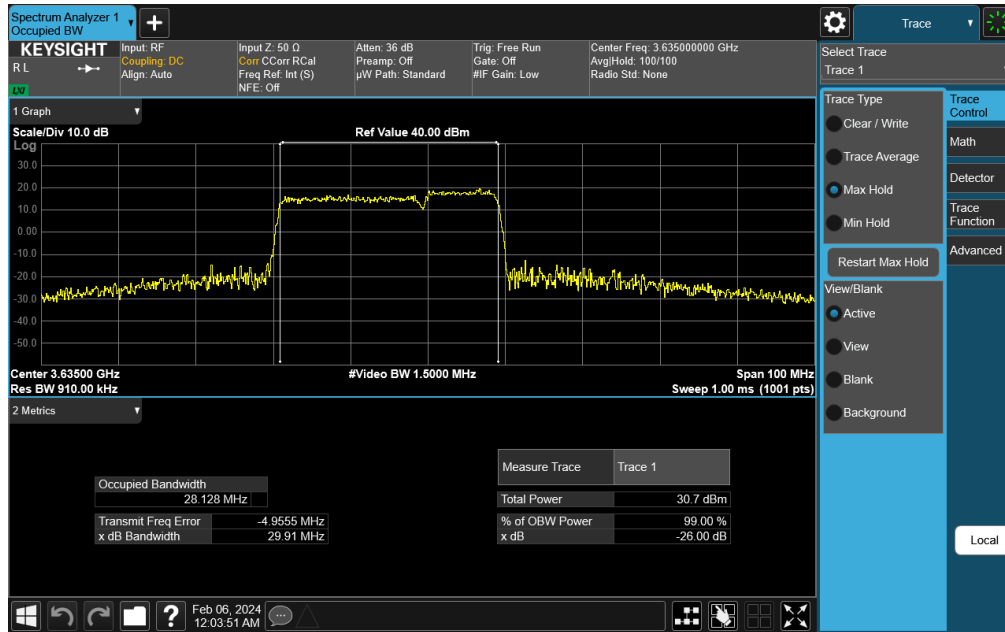 Spectrum Analyzer 1
Occupied BW
Trace
KEYSIGHT
R L
LXI
Input: RF
Coupling: DC
Align: Auto
Input Z: 50 Ω
Corr CCorr RCal
Freq Ref: Int (S)
NFE: Off
Atten: 36 dB
Preamp: Off
µW Path: Standard
Trig: Free Run
Gate: Off
#IF Gain: Low
Center Freq: 3.635000000 GHz
Avg|Hold: 100/100
Radio Std: None
Select Trace
Trace 1
1 Graph
Scale/Div 10.0 dB
Ref Value 40.00 dBm
Log
30.0
20.0
10.0
0.00
-10.0
-20.0
-30.0
-40.0
-50.0
Center 3.63500 GHz
#Video BW 1.5000 MHz
Span 100 MHz
Res BW 910.00 kHz
Sweep 1.00 ms (1001 pts)
2 Metrics
Occupied Bandwidth
28.128 MHz
Transmit Freq Error -4.9555 MHz
x dB Bandwidth 29.91 MHz
Measure Trace Trace 1
Total Power 30.7 dBm
% of OBW Power 99.00 %
x dB -26.00 dB
Trace Type
Clear / Write
Trace Average
Max Hold
Min Hold
Restart Max Hold
View/Blank
Active
View
Blank
Background
Trace
Control
Math
Detector
Trace
Function
Advanced
Local
?
Feb 06, 2024
12:03:51 AM